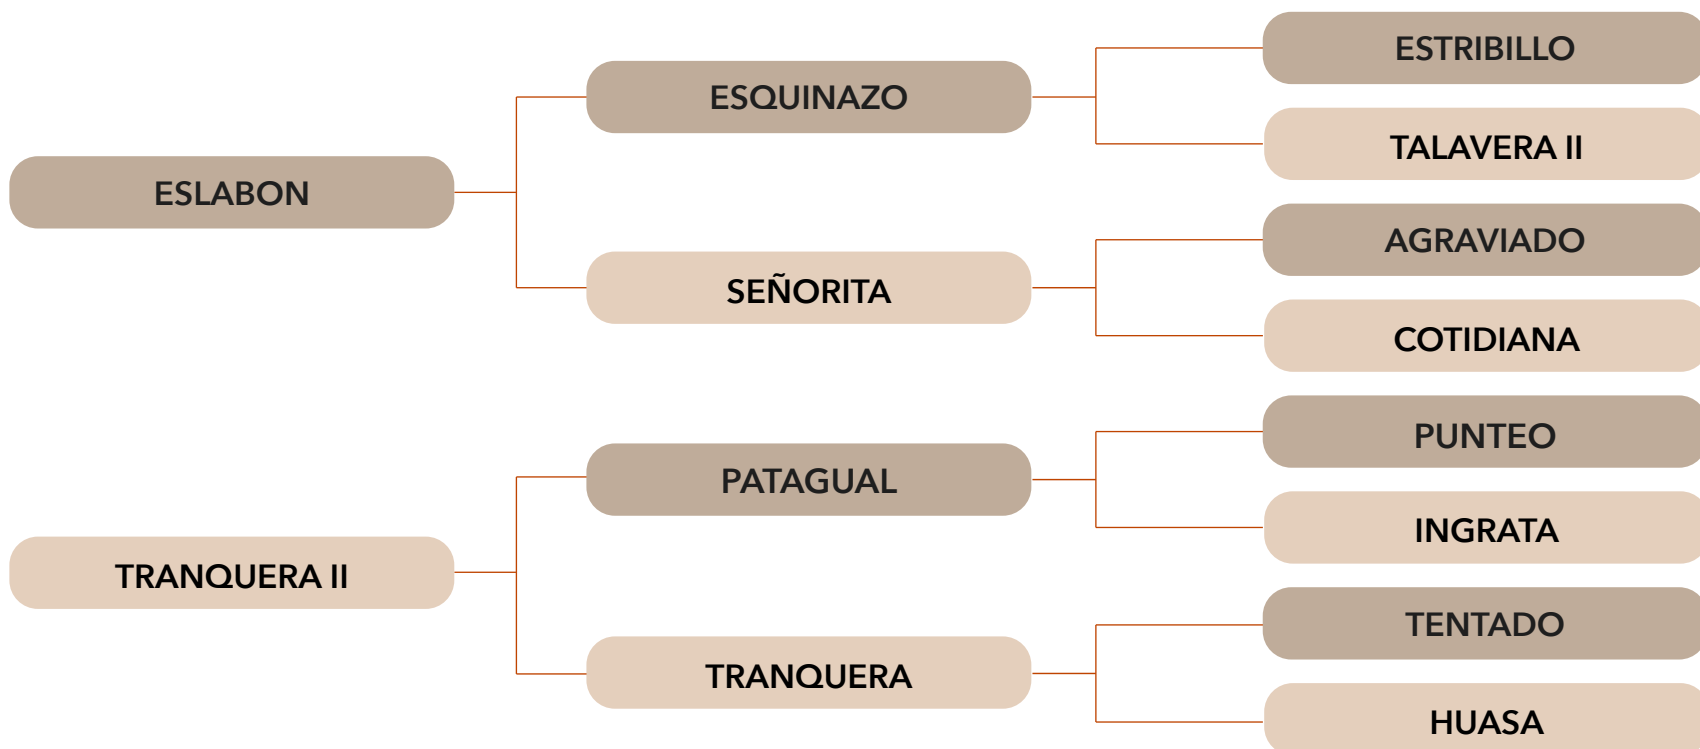 ESTRIBILLO
ESQUINAZO
TALAVERA II
ESLABON
AGRAVIADO
SEÑORITA
COTIDIANA
PUNTEO
PATAGUAL
INGRATA
TRANQUERA II
TENTADO
TRANQUERA
HUASA